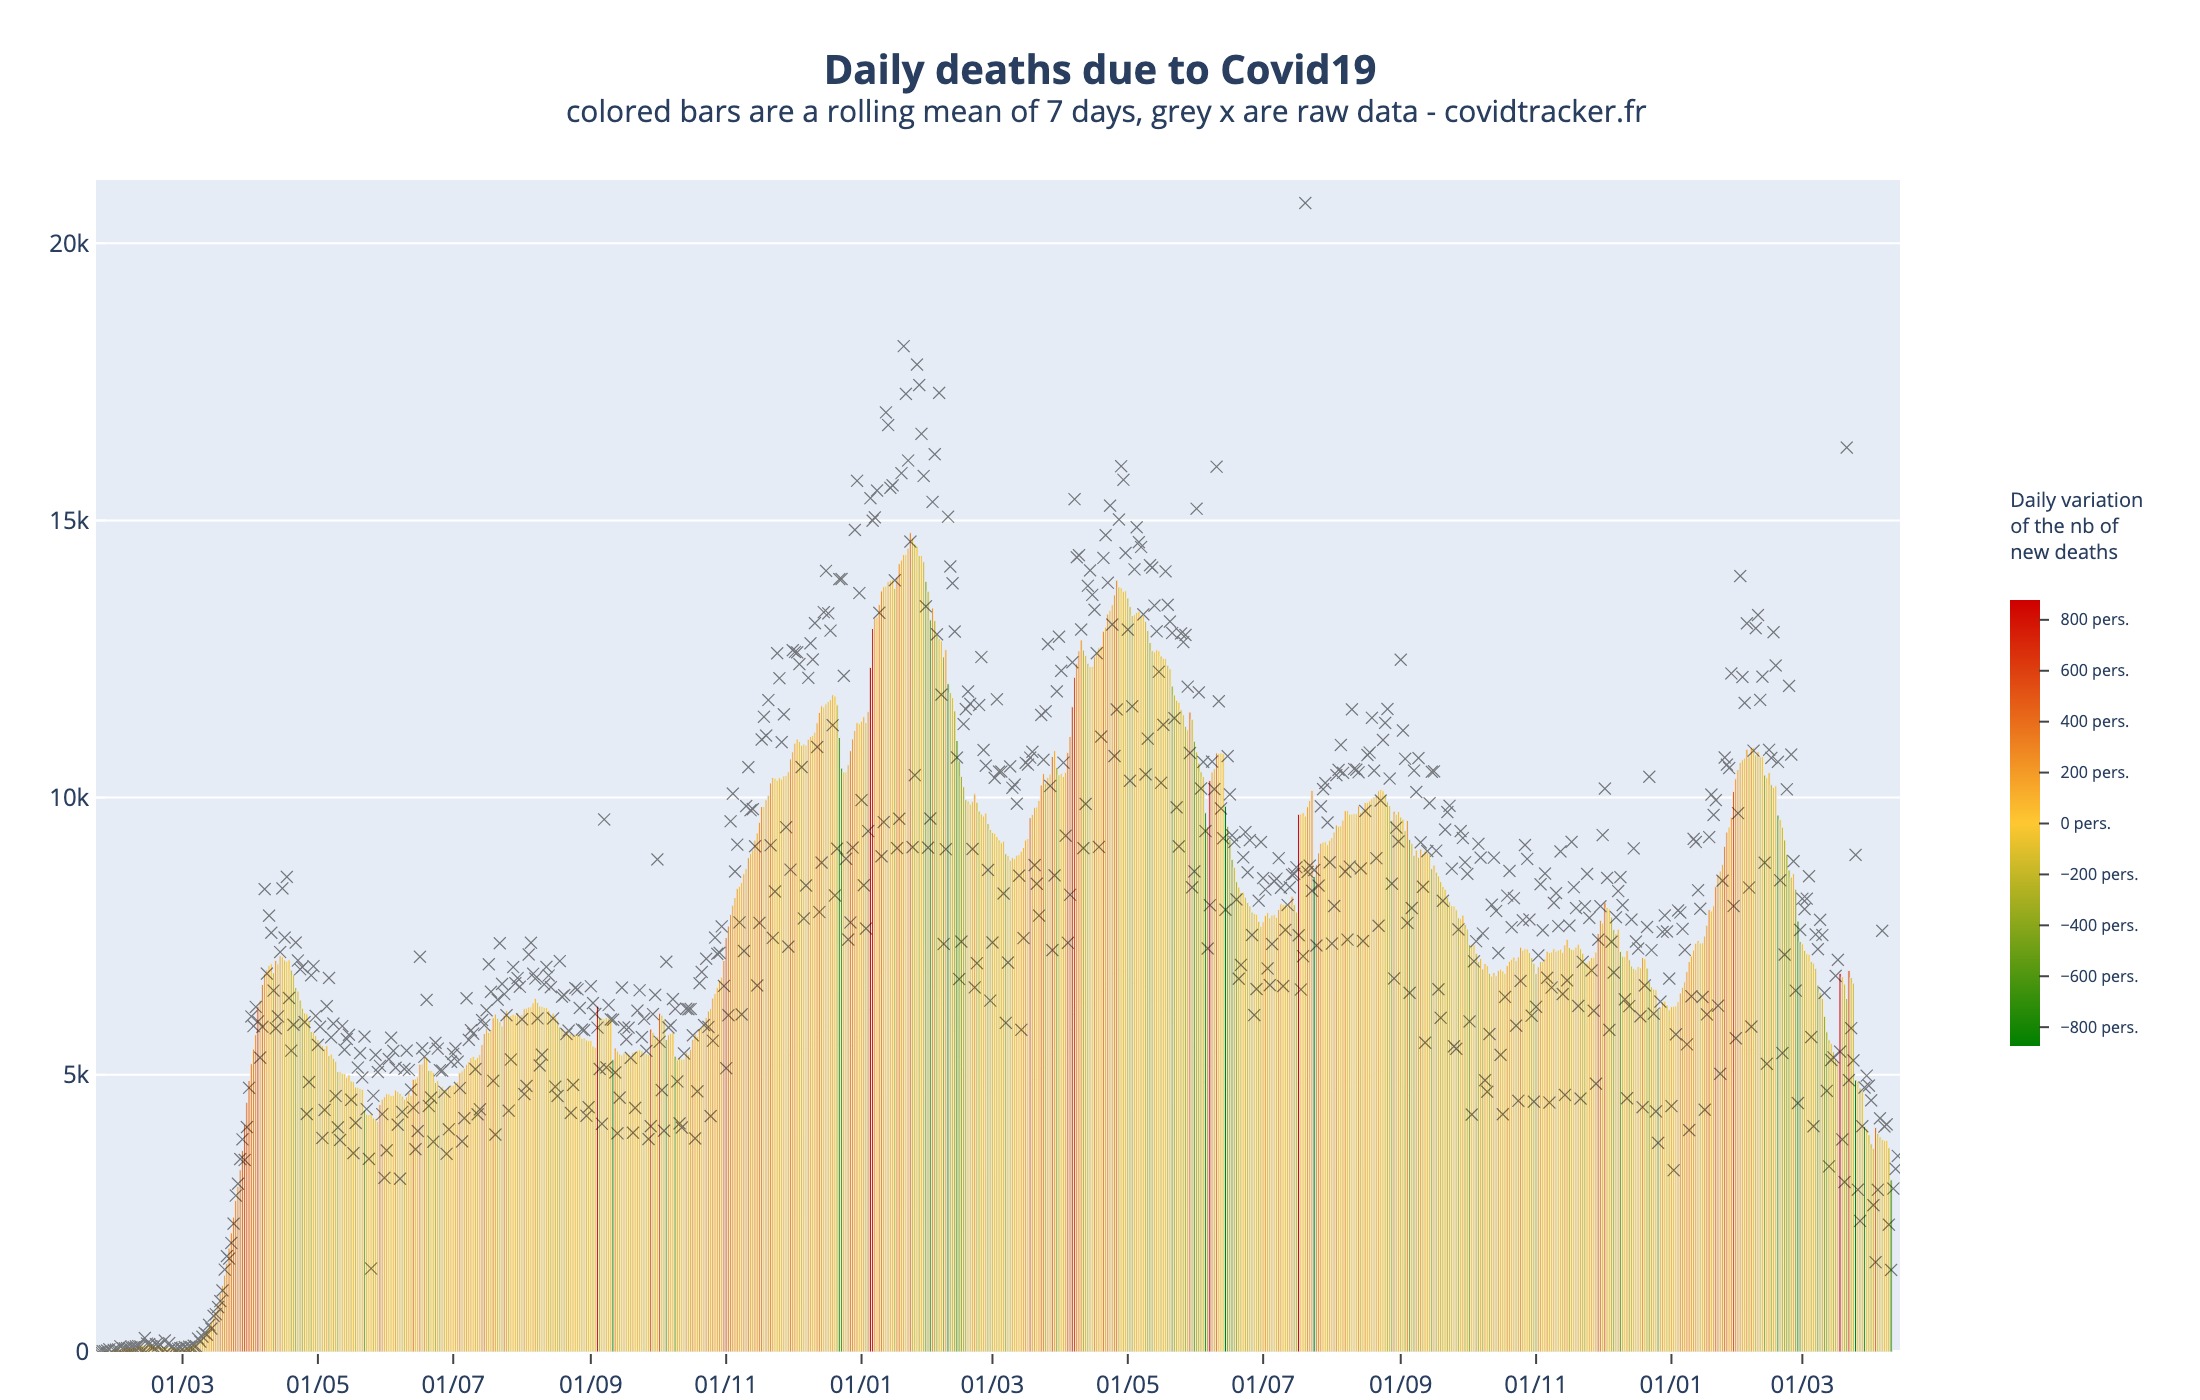 Daily deaths due to Covid19
colored bars are a rolling mean of 7 days, grey x are raw data - covidtracker.fr
20k
15k
10k
5k
0
01/03 01/05 01/07 01/09 01/11 01/01 01/03 01/05 01/07 01/09 01/11 01/01 01/03
Daily variation
of the nb of
new deaths
800 pers.
600 pers.
400 pers.
200 pers.
0 pers.
−200 pers.
−400 pers.
−600 pers.
−800 pers.